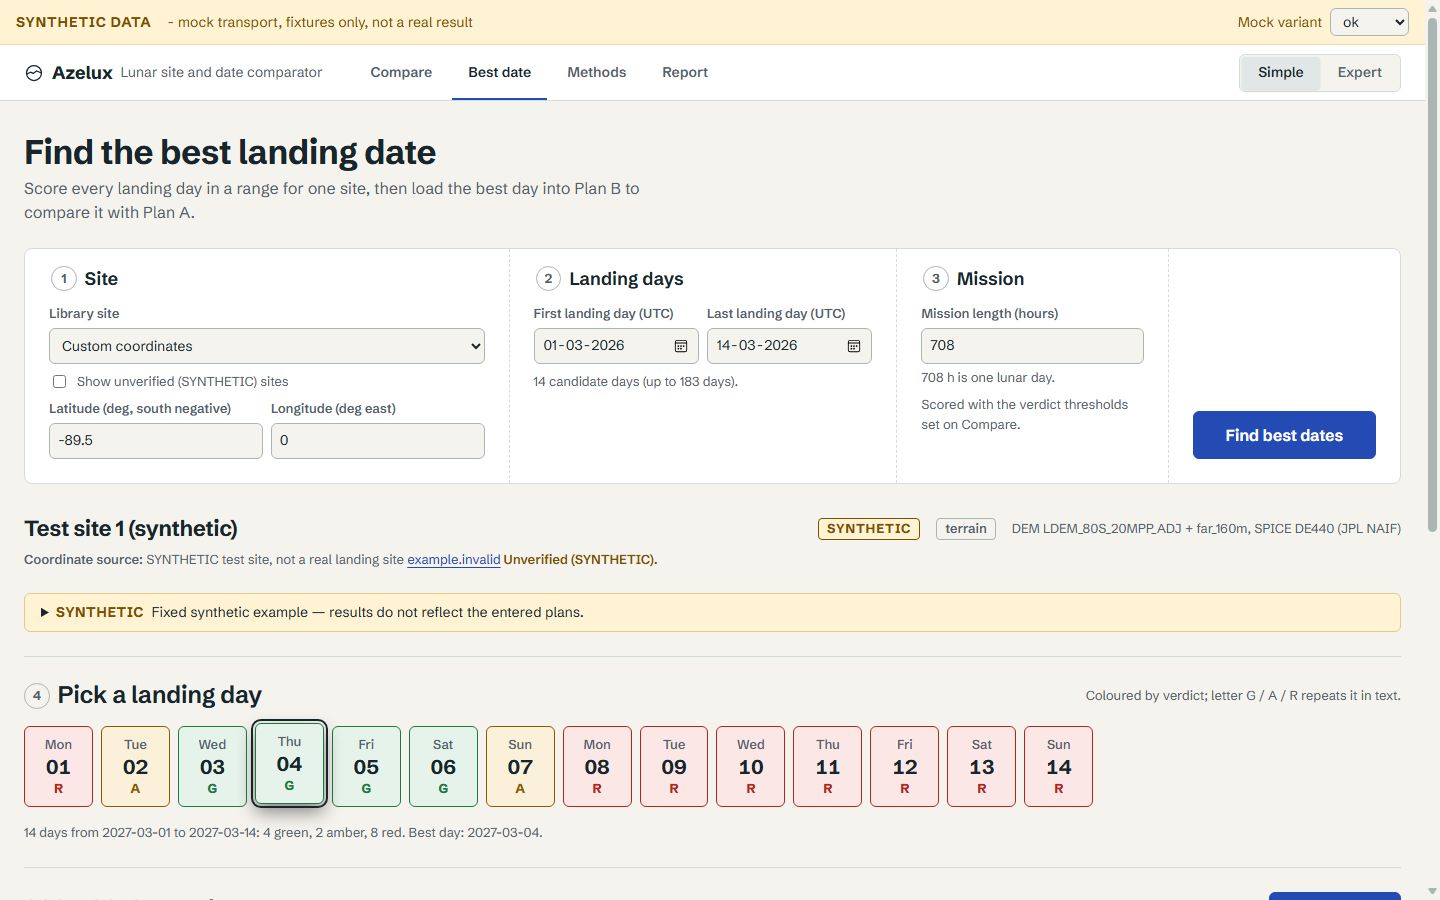 SYNTHETIC DATA - mock transport, fixtures only, not a real result
Mock variant ok
Azelux Lunar site and date comparator
Compare Best date Methods Report
Simple Expert
Find the best landing date
Score every landing day in a range for one site, then load the best day into Plan B to
compare it with Plan A.
1 Site
Library site
Custom coordinates
Show unverified (SYNTHETIC) sites
Latitude (deg, south negative) Longitude (deg east)
-89.5 0
2 Landing days
First landing day (UTC) Last landing day (UTC)
01-03-2026 14-03-2026
14 candidate days (up to 183 days).
3 Mission
Mission length (hours)
708
708 h is one lunar day.
Scored with the verdict thresholds
set on Compare.
Find best dates
Test site 1 (synthetic)
SYNTHETIC terrain DEM LDEM_80S_20MPP_ADJ + far_160m, SPICE DE440 (JPL NAIF)
Coordinate source: SYNTHETIC test site, not a real landing site example.invalid Unverified (SYNTHETIC).
SYNTHETIC Fixed synthetic example — results do not reflect the entered plans.
4 Pick a landing day
Coloured by verdict; letter G / A / R repeats it in text.
Mon Tue Wed Thu Fri Sat Sun Mon Tue Wed Thu Fri Sat Sun
01 02 03 04 05 06 07 08 09 10 11 12 13 14
R A G G G G A R R R R R R R
14 days from 2027-03-01 to 2027-03-14: 4 green, 2 amber, 8 red. Best day: 2027-03-04.